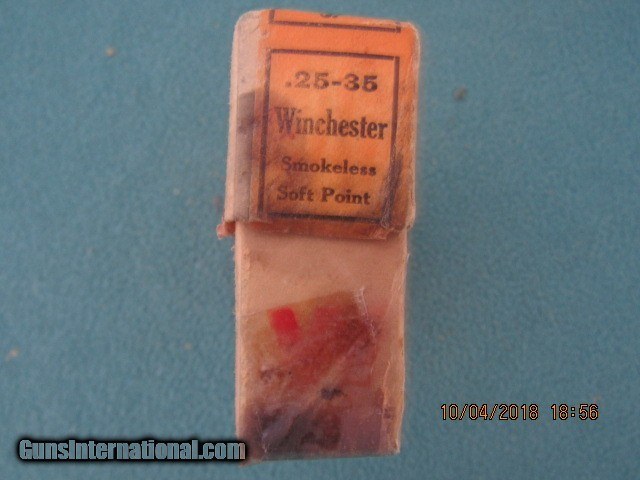 .25-35
Winchester
Smokeless
Soft Point
10/04/2018 18:56
GunsInternational.com